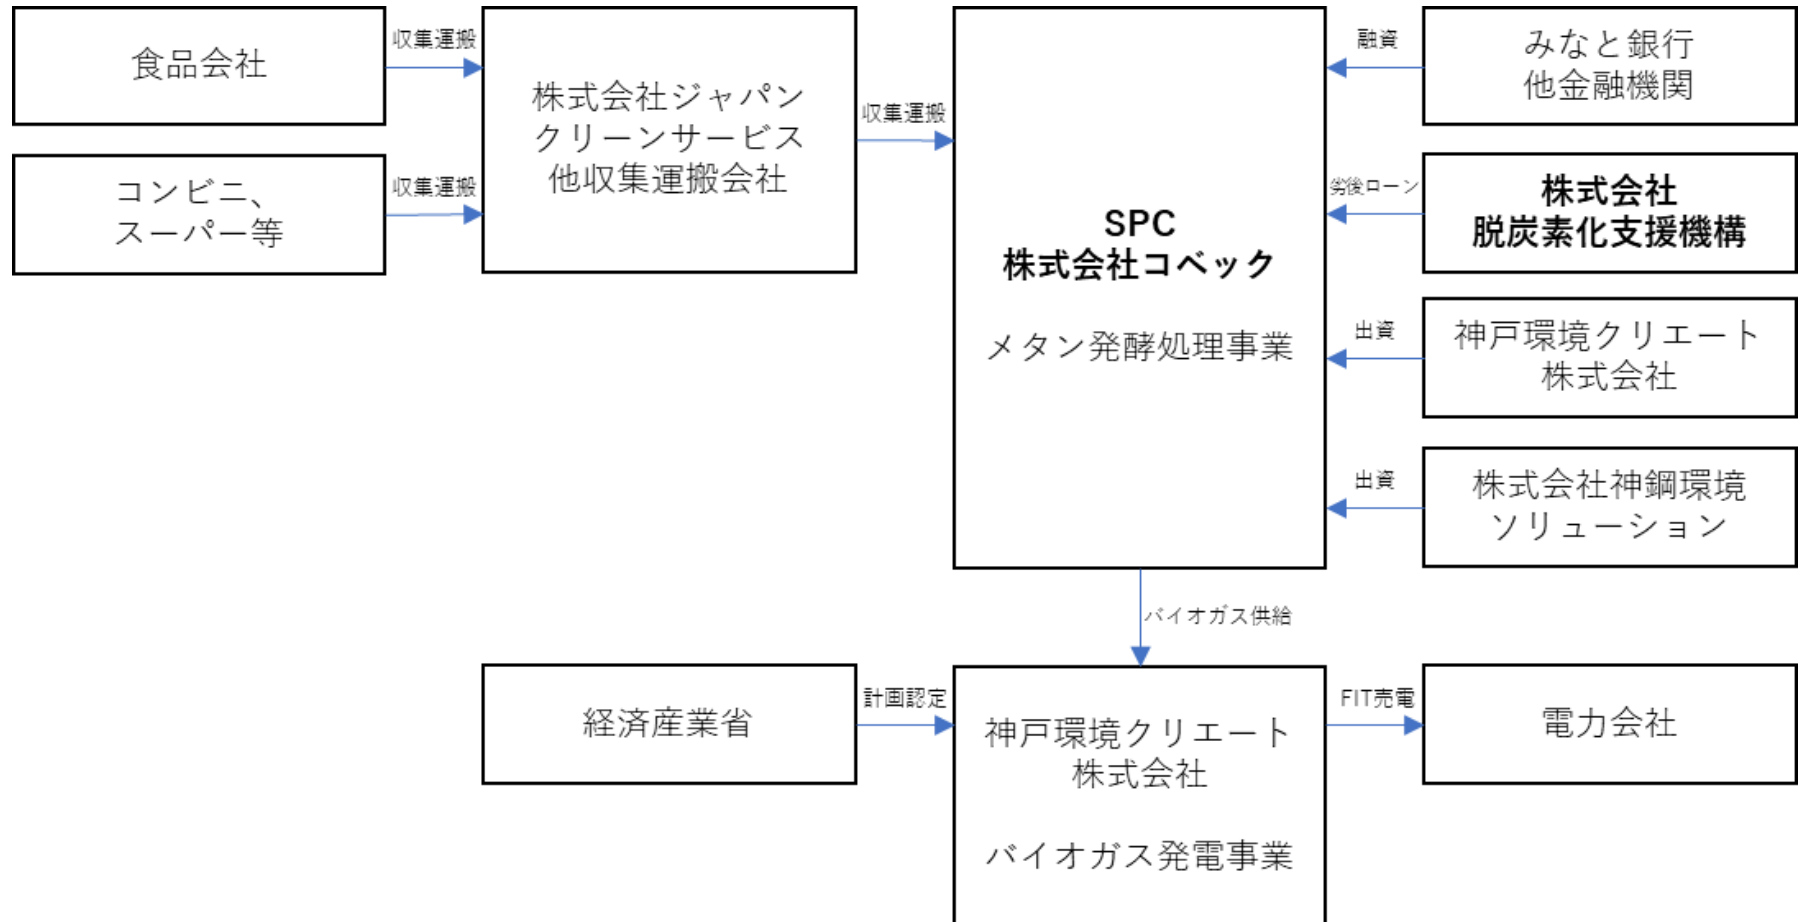 食品会社
収集運搬
コンビニ、
スーパー等
収集運搬
株式会社ジャパン
クリーンサービス
他収集運搬会社
収集運搬
SPC
株式会社コベック
メタン発酵処理事業
融資
みなと銀行
他金融機関
劣後ローン
株式会社
脱炭素化支援機構
出資
神戸環境クリエート
株式会社
出資
株式会社神鋼環境
ソリューション
バイオガス供給
経済産業省
計画認定
神戸環境クリエート
株式会社
バイオガス発電事業
FIT売電
電力会社